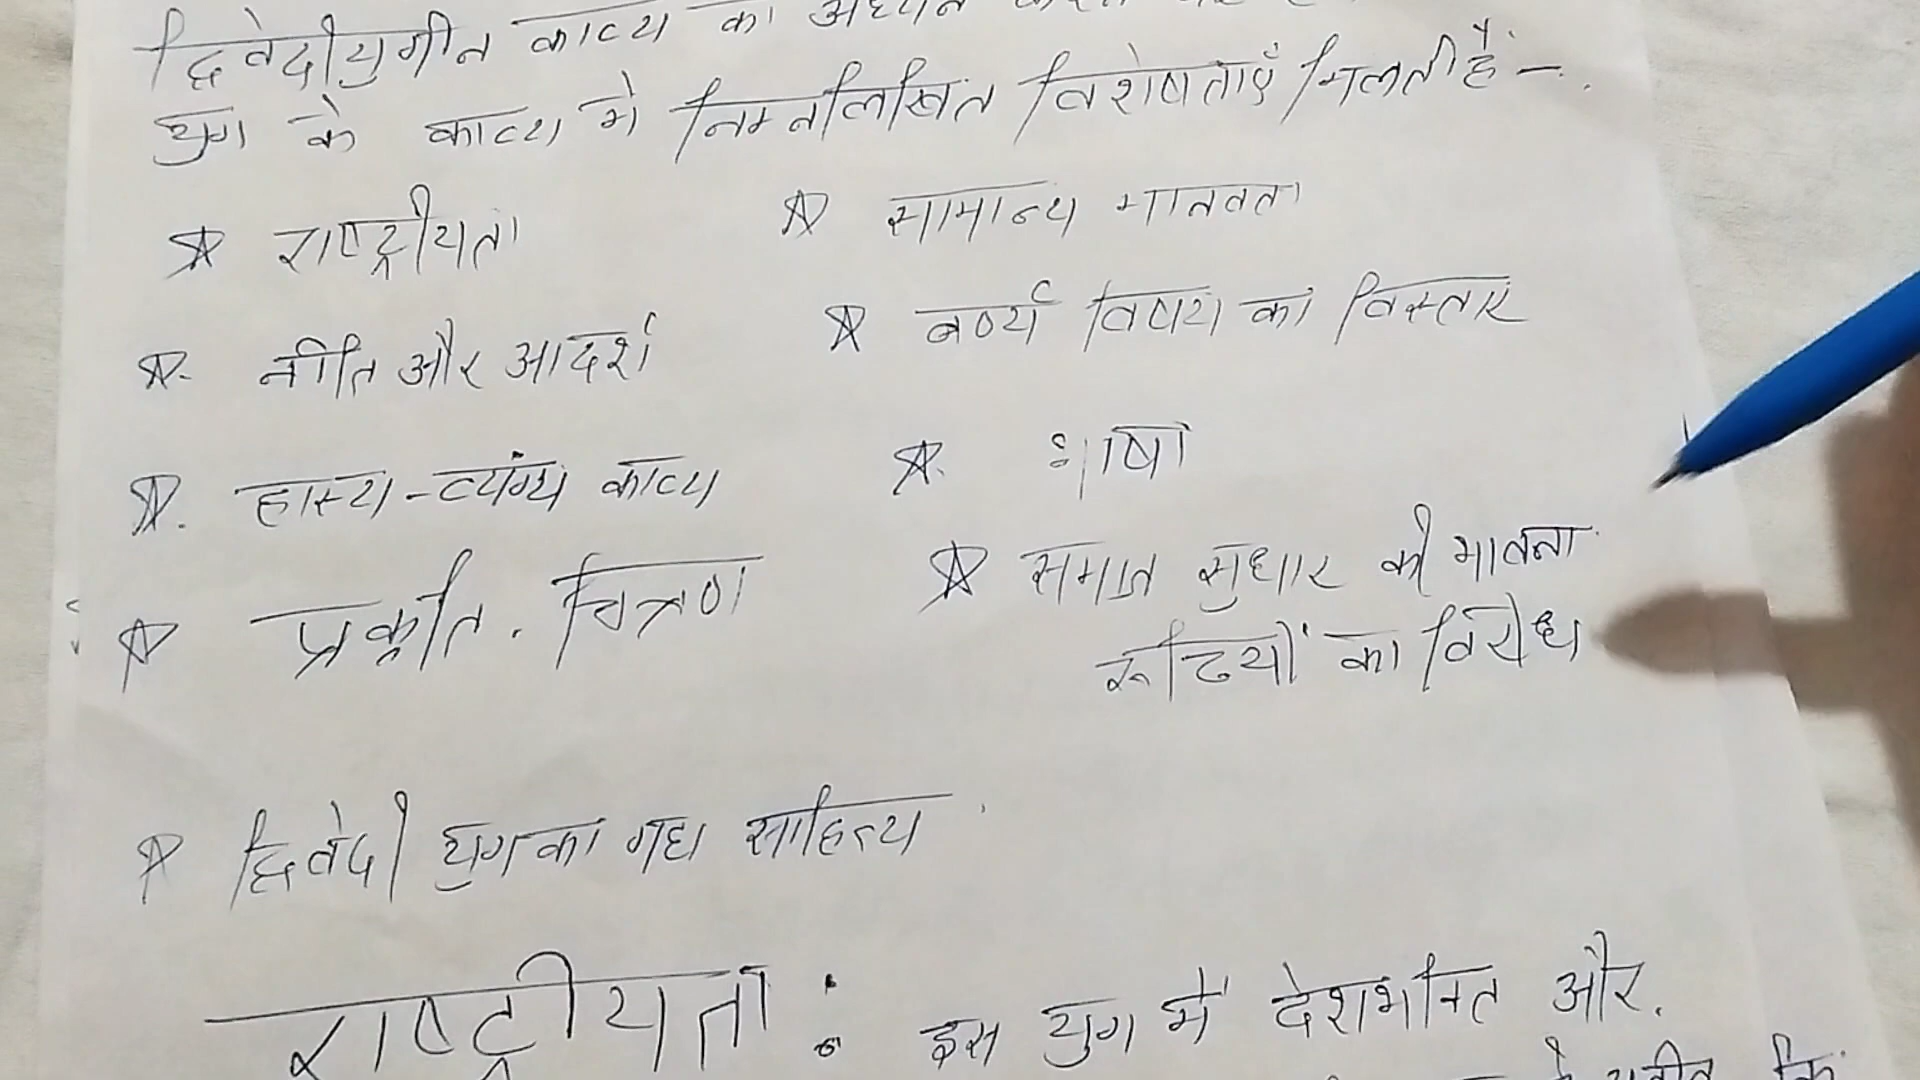 द्विवेदीयुगीन काव्य का
युग के काव्य मे निम्नलिखित विशेषताएँ मिलती है -
★ राष्ट्रीयता ★ सामान्य मानवता
★ नीति और आदर्श ★ वर्ण्य विषय का विस्तार
★ हास्य-व्यंग्य काव्य ★ भाषा
★ प्रकृति चित्रण ★ समाज सुधार की भावना
रूढियों का विरोध
★ द्विवेदी युग का गद्य साहित्य
राष्ट्रीयता : इस युग में देशभक्ति और